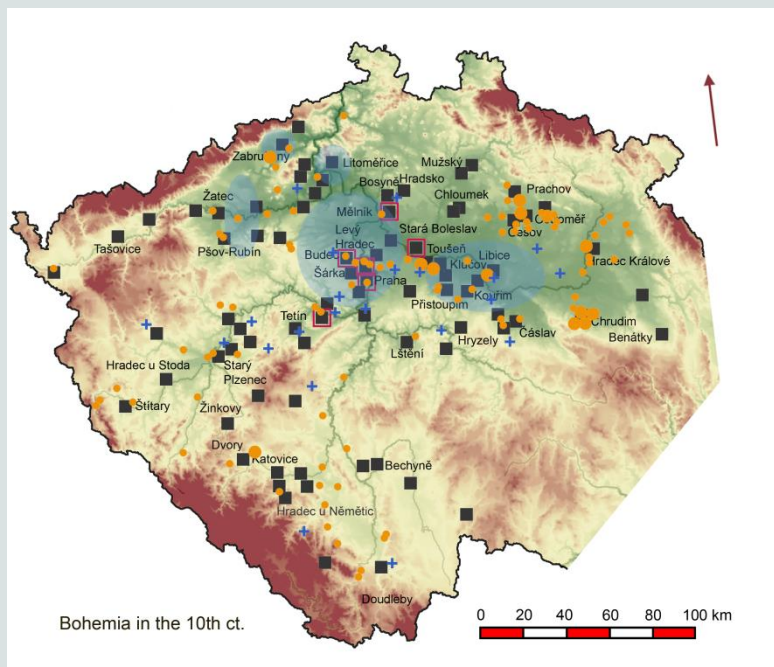 Zabrušany
Litoměřice
Mužský
Hradsko
Bosyně
Prachov
Žatec
Chloumek
Mělník
Češov
Levý
Hradec
Stará Boleslav
Tašovice
Pšov-Rubín
Toušeň
Libice
Budeč
Klučov
Hradec Králové
Šárka
Praha
Kouřim
Přistoupim
Tetín
Chrudim
Čáslav
Hryzely
Benátky
Lštění
Hradec u Stoda
Starý
Plzenec
Štítary
Žinkovy
Dvory
Katovice
Bechyně
Hradec u Němětic
Doudleby
Bohemia in the 10th ct.
0 20 40 60 80 100 km